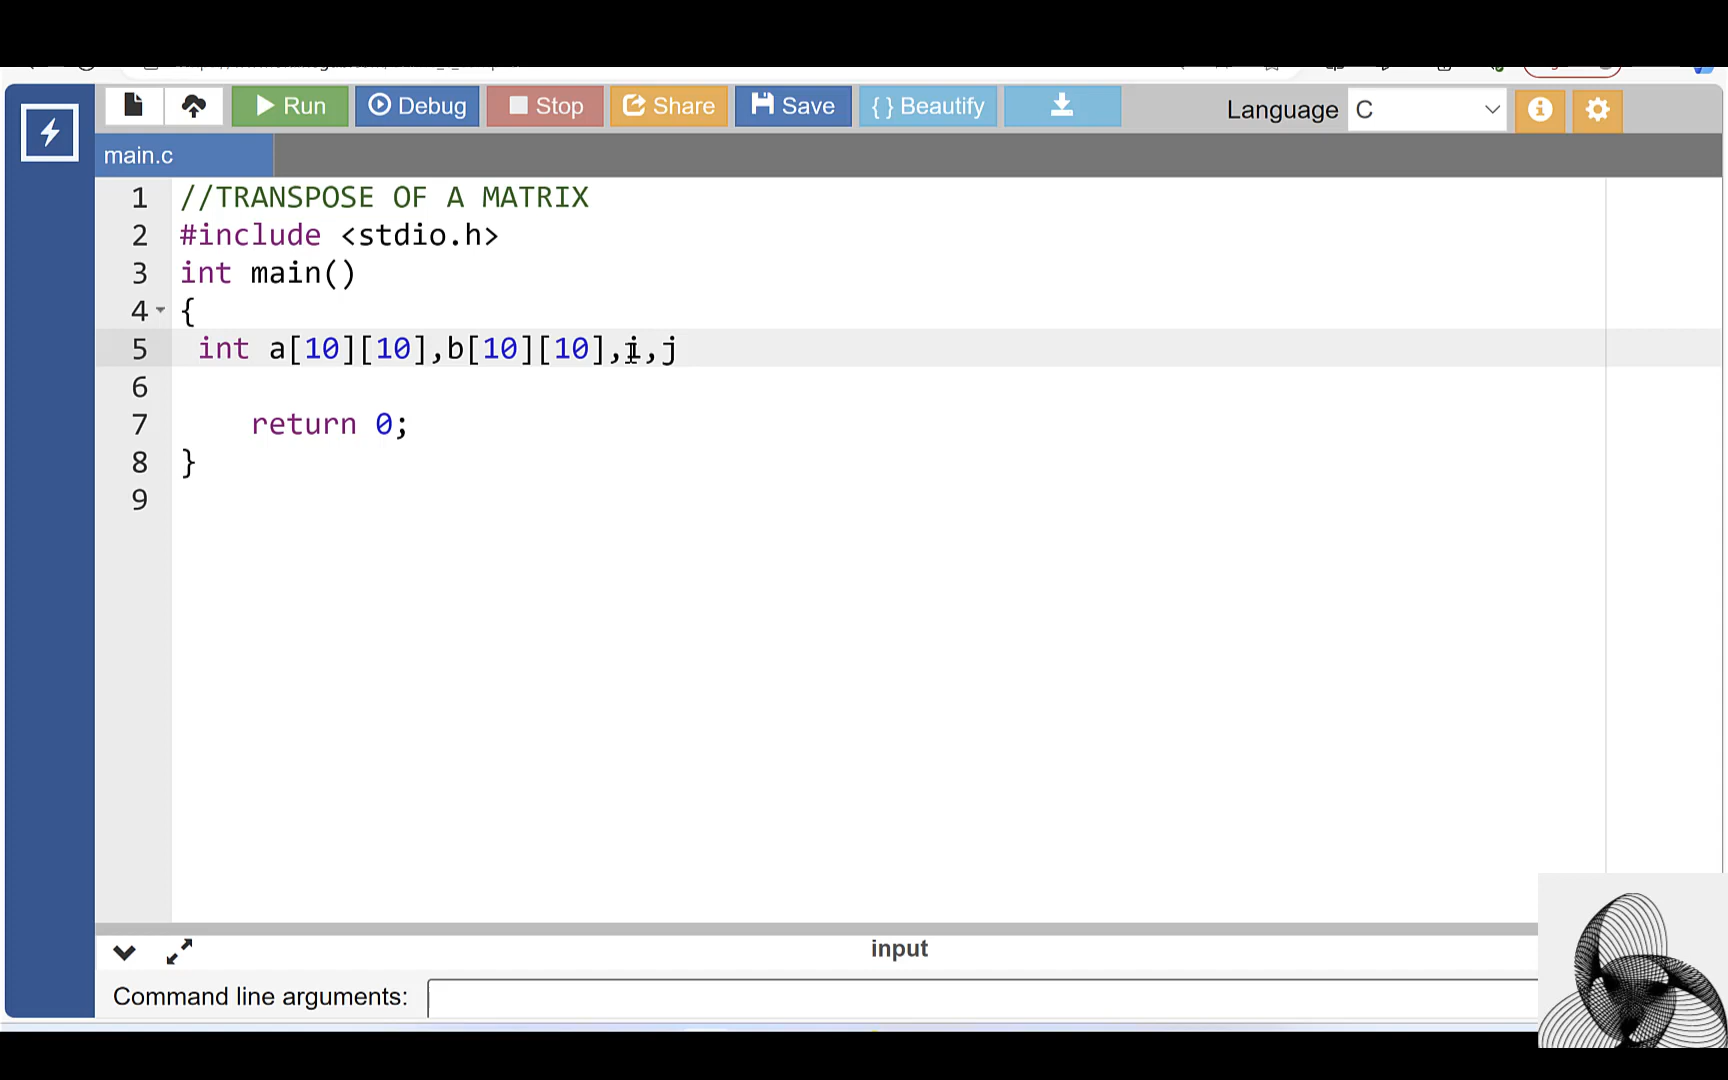 Run Debug Stop Share Save { } Beautify Language C
main.c
1 //TRANSPOSE OF A MATRIX
2 #include <stdio.h>
3 int main()
4 {
5 int a[10][10],b[10][10],i,j
6
7 return 0;
8 }
9
input
Command line arguments: